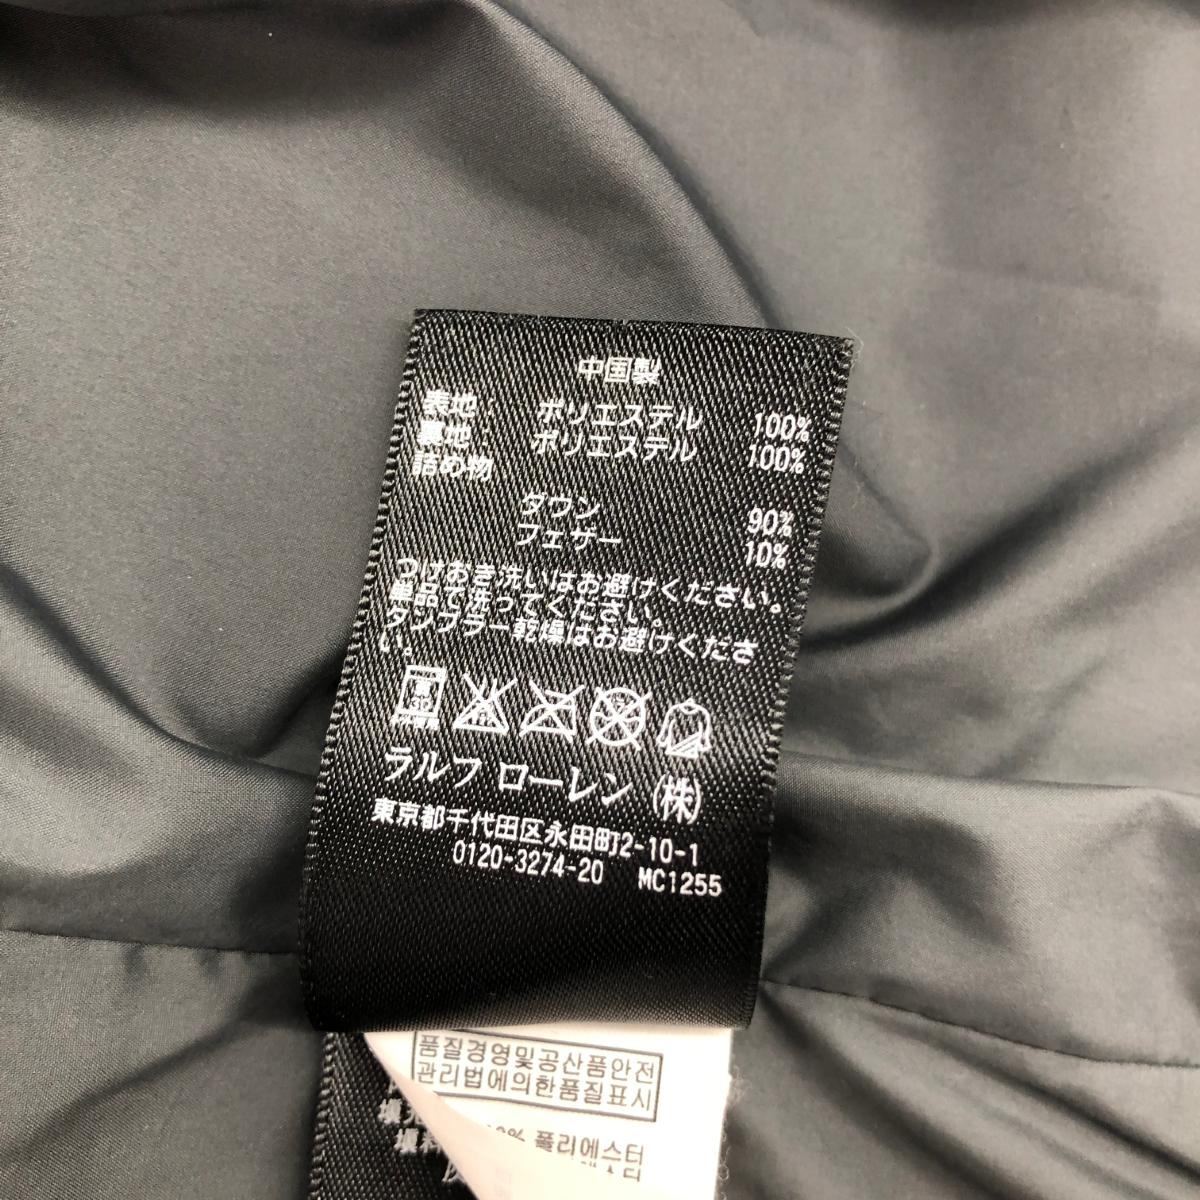 中国製
表地: ポリエステル 100%
裏地: ポリエステル 100%
詰め物
ダウン 90%
フェザー 10%
つけおき洗いはお避けください。
単品で洗ってください。
タンブラー乾燥はお避けくださ
い。
ラルフ ローレン (株)
東京都千代田区永田町2-10-1
0120-3274-20 MC1255
품질경영및공산품안전
관리법에의한품질표시
폴리에스터